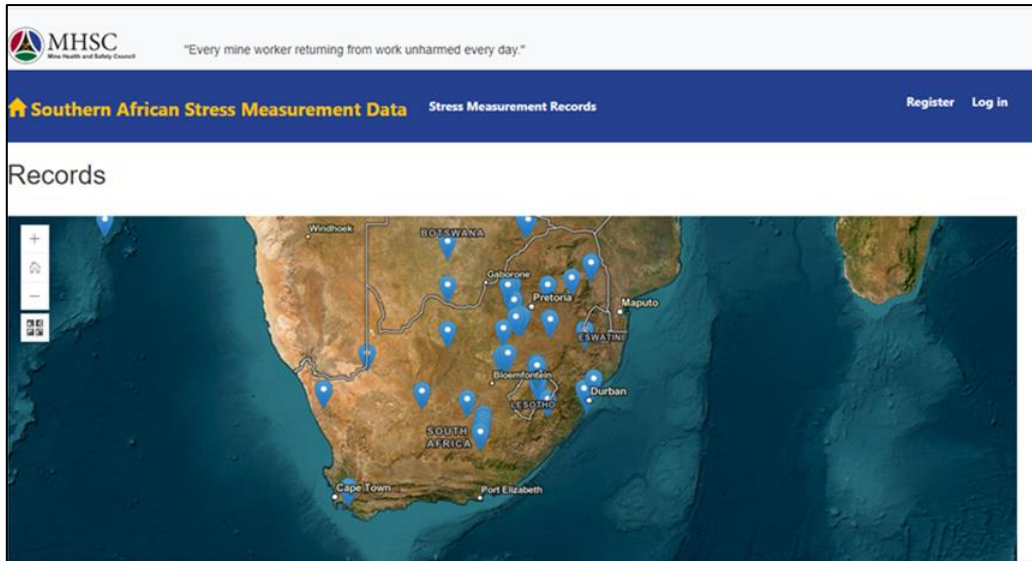 MHSC
Mine Health and Safety Council
"Every mine worker returning from work unharmed every day."
Southern African Stress Measurement Data
Stress Measurement Records
Register
Log in
Records
Windhoek
BOTSWANA
Gaborone
Pretoria
Maputo
ESWATINI
Bloemfontein
Durban
LESOTHO
SOUTH
AFRICA
Cape Town
Port Elizabeth